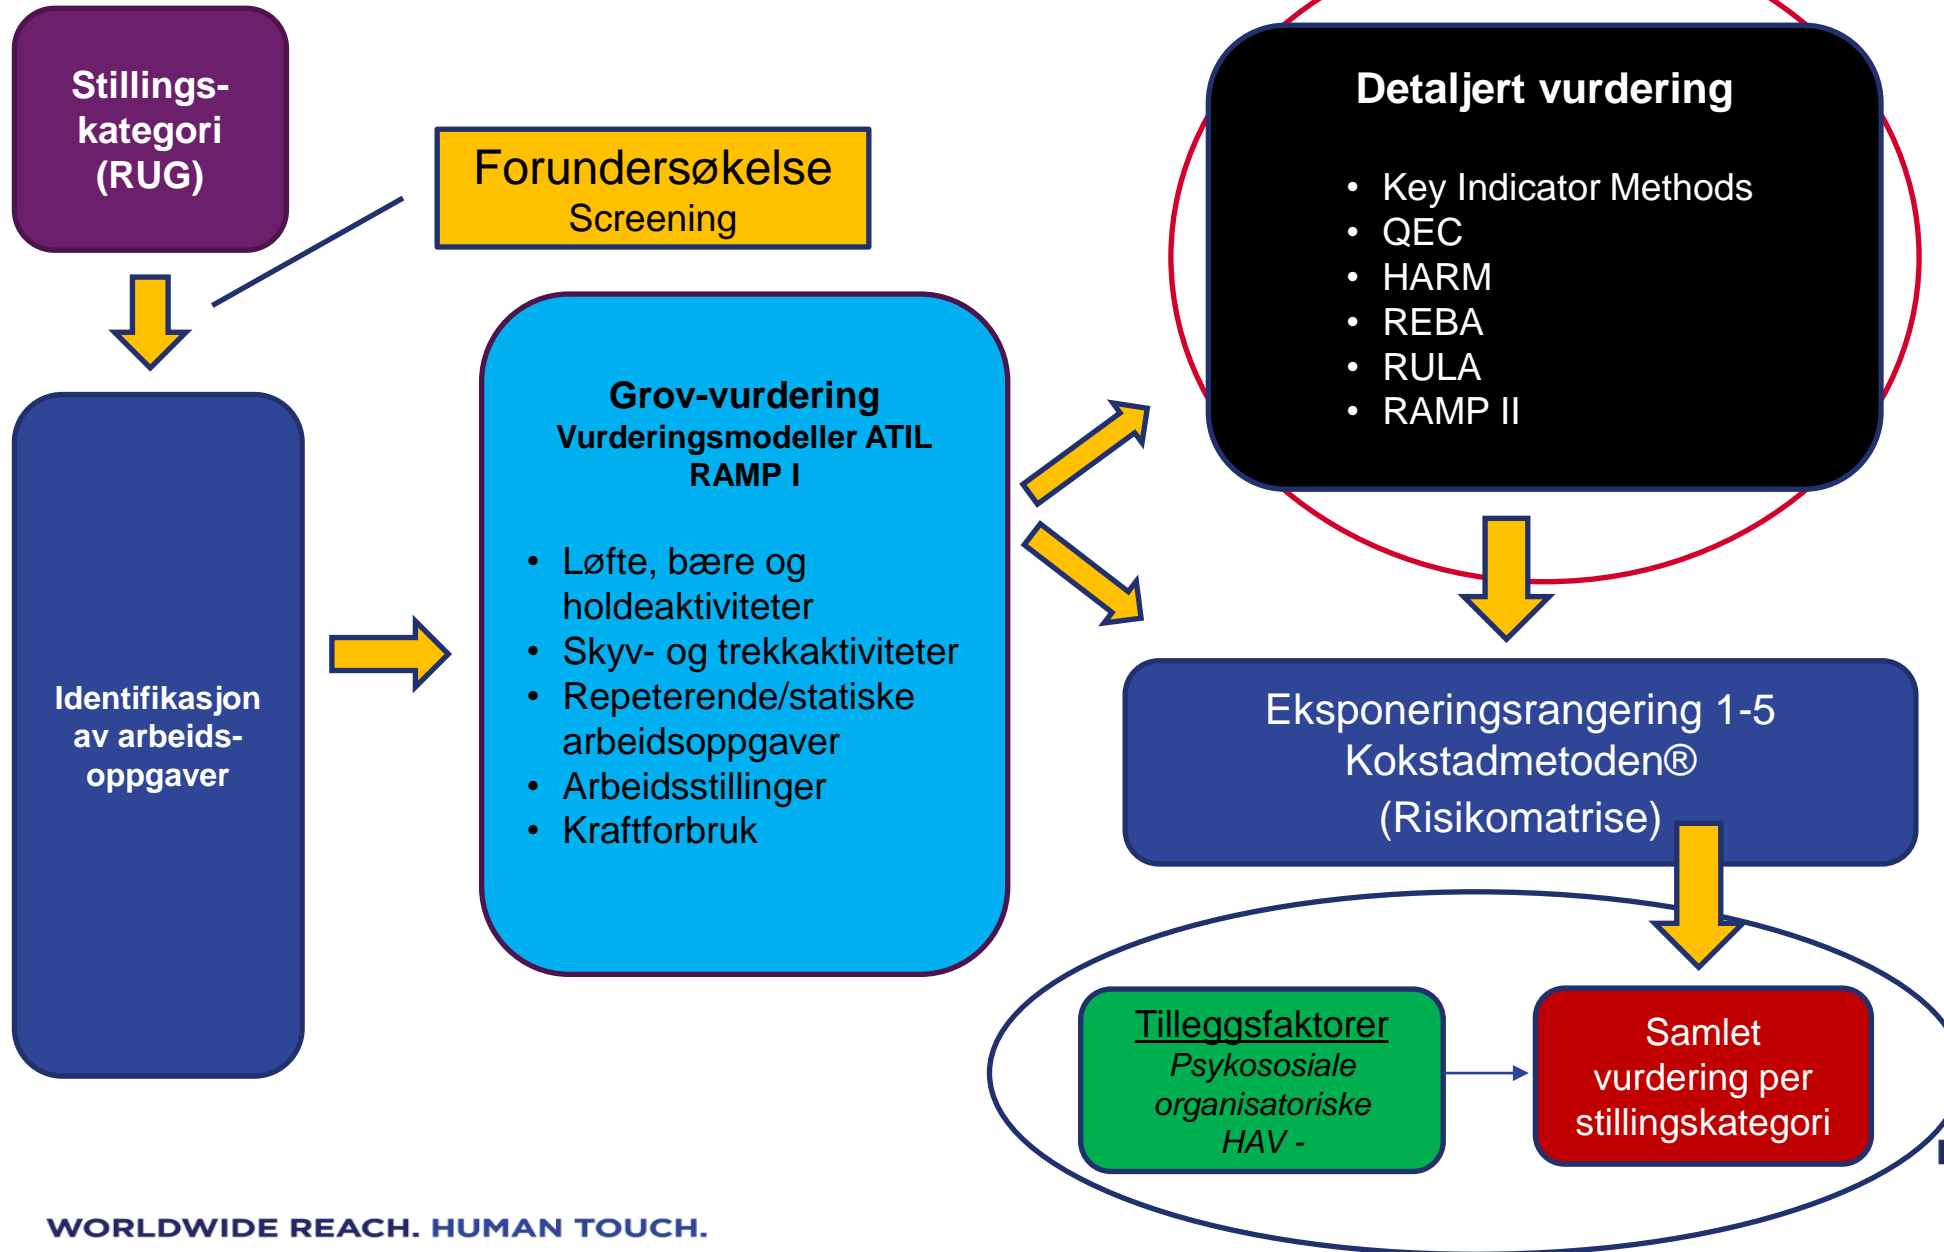 Stillings-
kategori
(RUG)
Forundersøkelse
Screening
Identifikasjon
av arbeids-
oppgaver
Grov-vurdering
Vurderingsmodeller ATIL
RAMP I
• Løfte, bære og
holdeaktiviteter
• Skyv- og trekkaktiviteter
• Repeterende/statiske
arbeidsoppgaver
• Arbeidsstillinger
• Kraftforbruk
Detaljert vurdering
• Key Indicator Methods
• QEC
• HARM
• REBA
• RULA
• RAMP II
Eksponeringsrangering 1-5
Kokstadmetoden®
(Risikomatrise)
Tilleggsfaktorer
Psykososiale
organisatoriske
HAV -
Samlet
vurdering per
stillingskategori
WORLDWIDE REACH. HUMAN TOUCH.